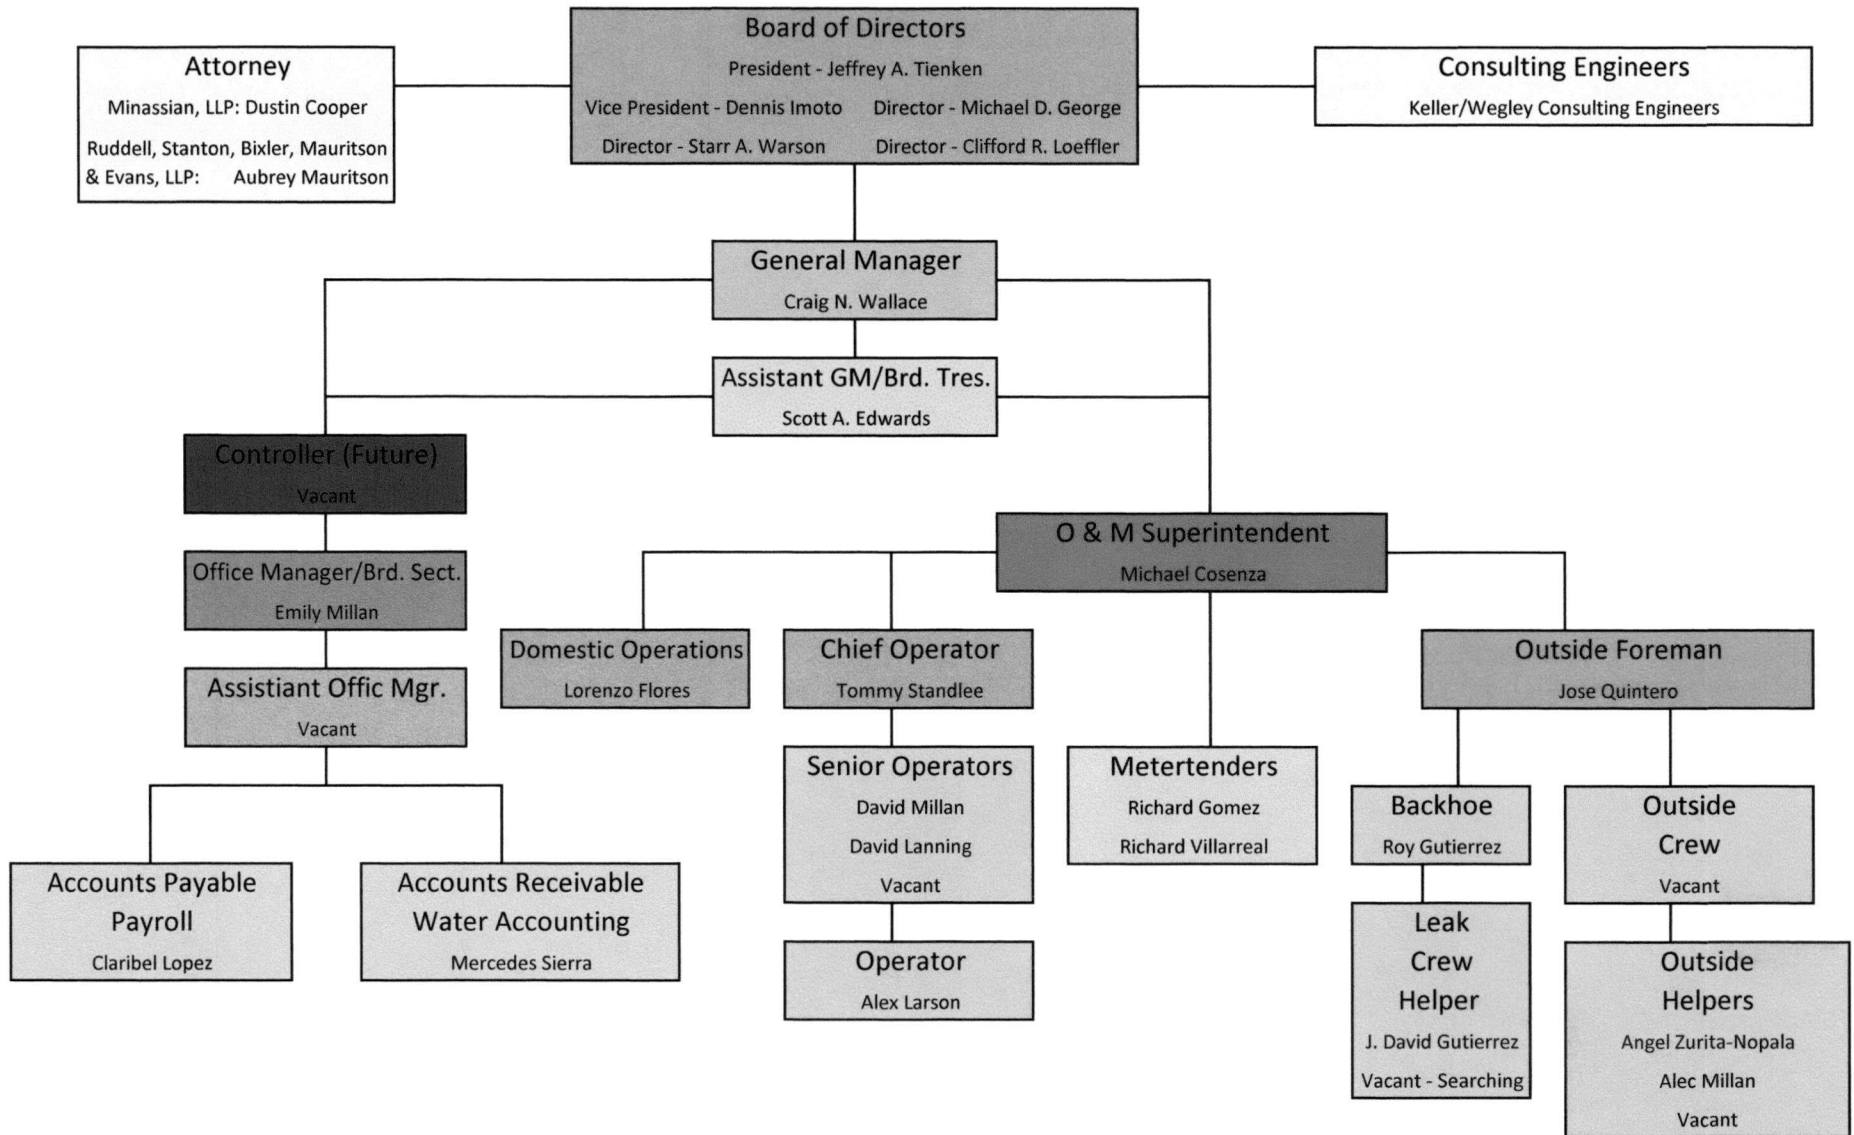 Board of Directors
President - Jeffrey A. Tienken
Vice President - Dennis Imoto Director - Michael D. George
Director - Starr A. Warson Director - Clifford R. Loeffler
Attorney
Minassian, LLP: Dustin Cooper
Ruddell, Stanton, Bixler, Mauritson
& Evans, LLP: Aubrey Mauritson
Consulting Engineers
Keller/Wegley Consulting Engineers
General Manager
Craig N. Wallace
Assistant GM/Brd. Tres.
Scott A. Edwards
Controller (Future)
Vacant
Office Manager/Brd. Sect.
Emily Millan
Assistiant Offic Mgr.
Vacant
Accounts Payable
Payroll
Claribel Lopez
Accounts Receivable
Water Accounting
Mercedes Sierra
O & M Superintendent
Michael Cosenza
Domestic Operations
Lorenzo Flores
Chief Operator
Tommy Standlee
Senior Operators
David Millan
David Lanning
Vacant
Operator
Alex Larson
Metertenders
Richard Gomez
Richard Villarreal
Outside Foreman
Jose Quintero
Backhoe
Roy Gutierrez
Leak
Crew
Helper
J. David Gutierrez
Vacant - Searching
Outside
Crew
Vacant
Outside
Helpers
Angel Zurita-Nopala
Alec Millan
Vacant